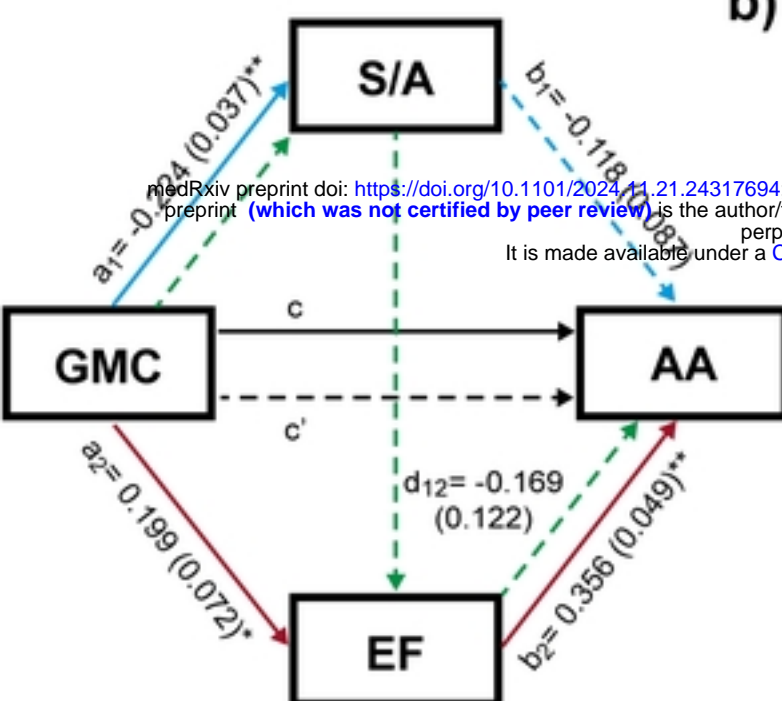 b)
S/A
a1= -0.224 (0.037)**
b1= -0.118 (0.087)
medRxiv preprint doi: https://doi.org/10.1101/2024.11.21.24317694
preprint (which was not certified by peer review) is the author/
perp
It is made available under a C
c
GMC
AA
c'
a2= 0.199 (0.072)*
d12= -0.169
(0.122)
b2= 0.356 (0.049)**
EF